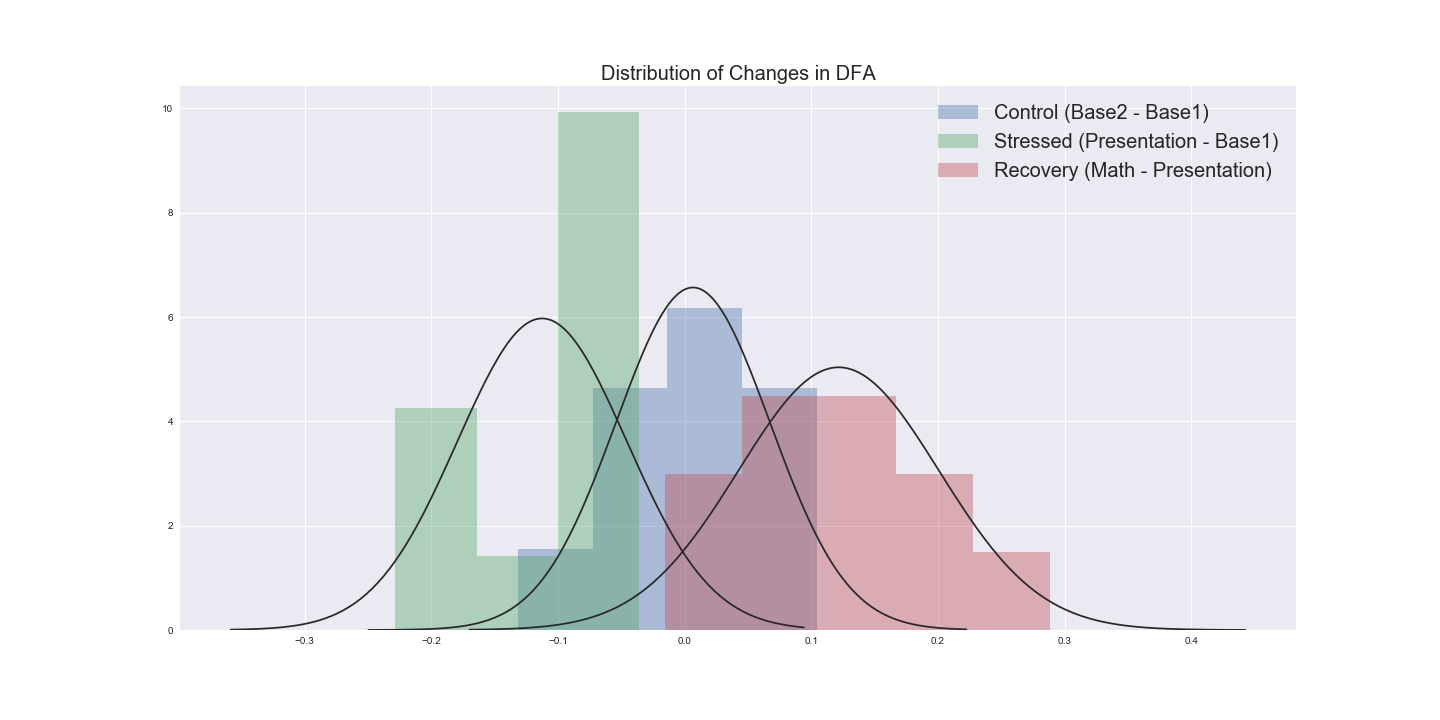 Distribution of Changes in DFA
Control (Base2 - Base1)
Stressed (Presentation - Base1)
Recovery (Math - Presentation)
10
8
6
4
2
0
−0.3 −0.2 −0.1 0.0 0.1 0.2 0.3 0.4